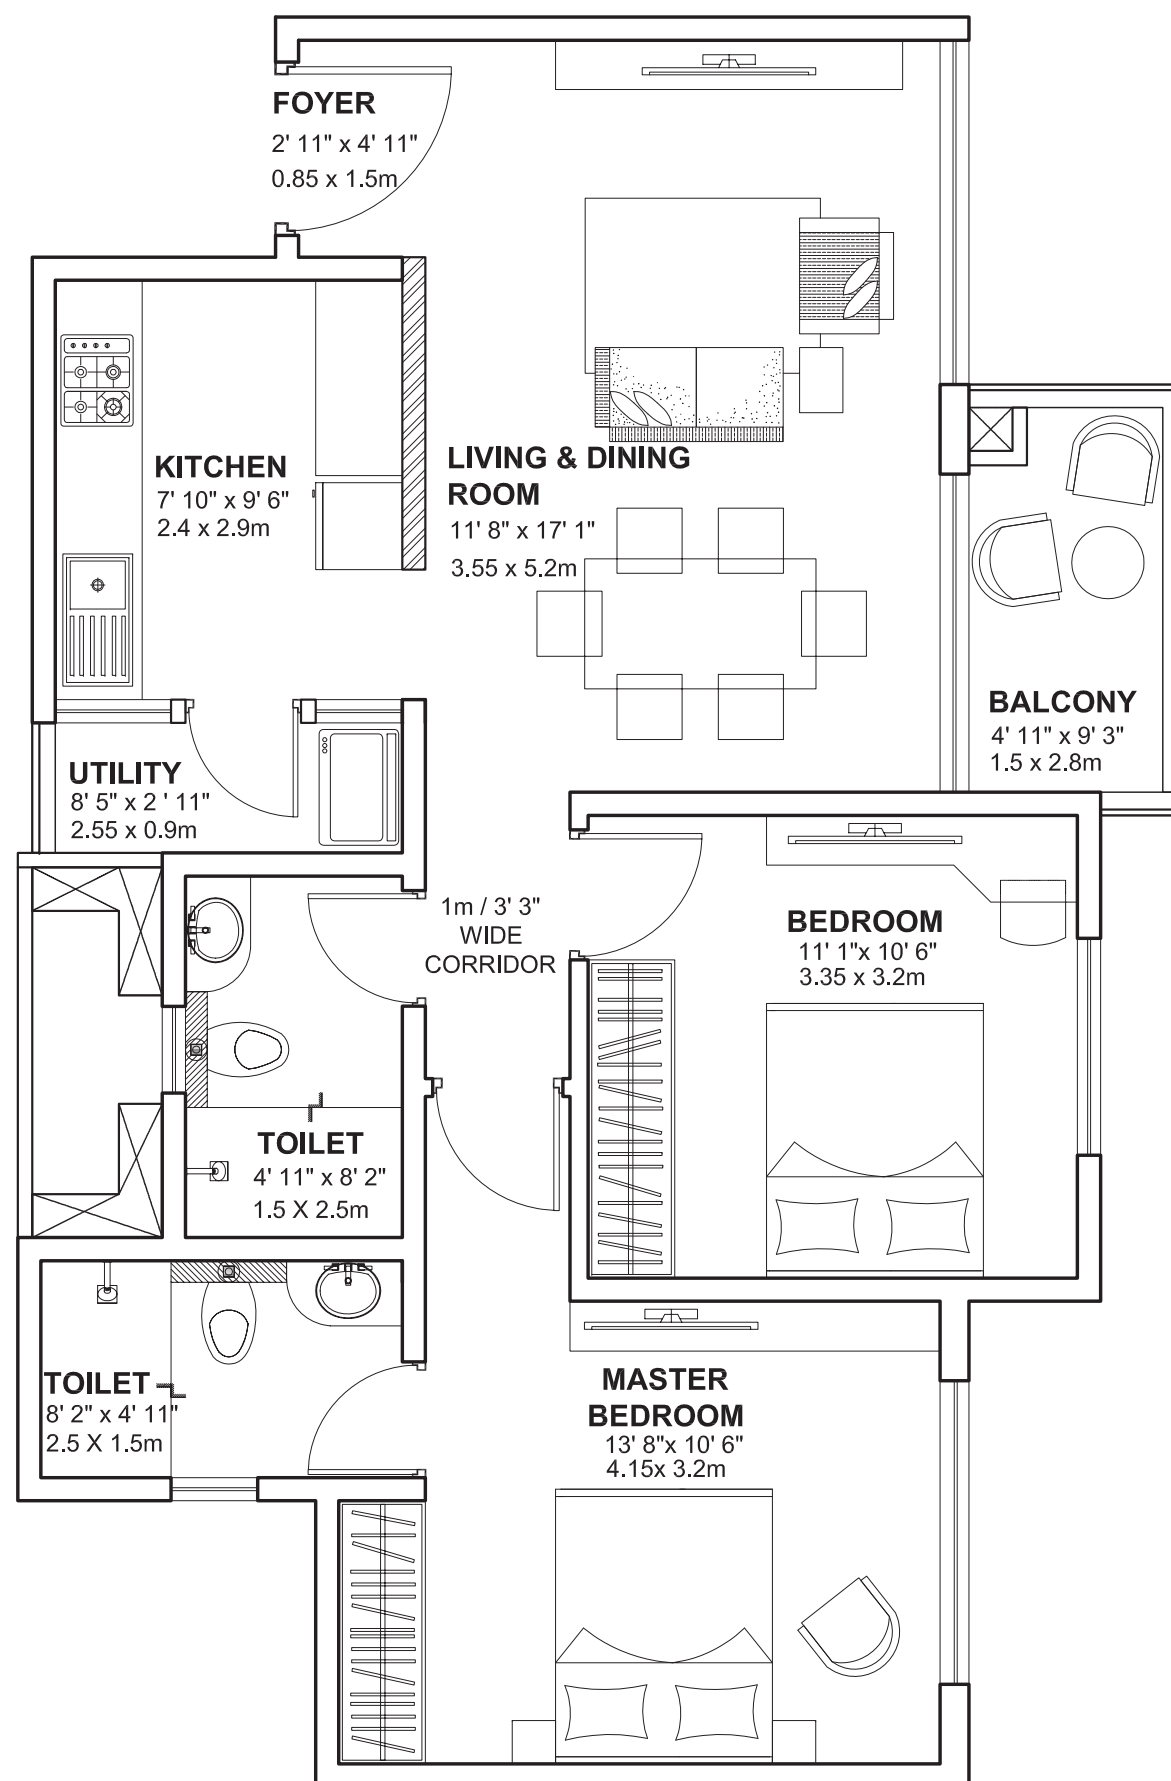 FOYER
2' 11" x 4' 11"
0.85 x 1.5m
KITCHEN
7' 10" x 9' 6"
2.4 x 2.9m
LIVING & DINING
ROOM
11' 8" x 17' 1"
3.55 x 5.2m
BALCONY
4' 11" x 9' 3"
1.5 x 2.8m
UTILITY
8' 5" x 2 ' 11"
2.55 x 0.9m
1m / 3' 3"
WIDE
CORRIDOR
BEDROOM
11' 1"x 10' 6"
3.35 x 3.2m
TOILET
4' 11" x 8' 2"
1.5 X 2.5m
TOILET
8' 2" x 4' 11"
2.5 X 1.5m
MASTER
BEDROOM
13' 8"x 10' 6"
4.15x 3.2m